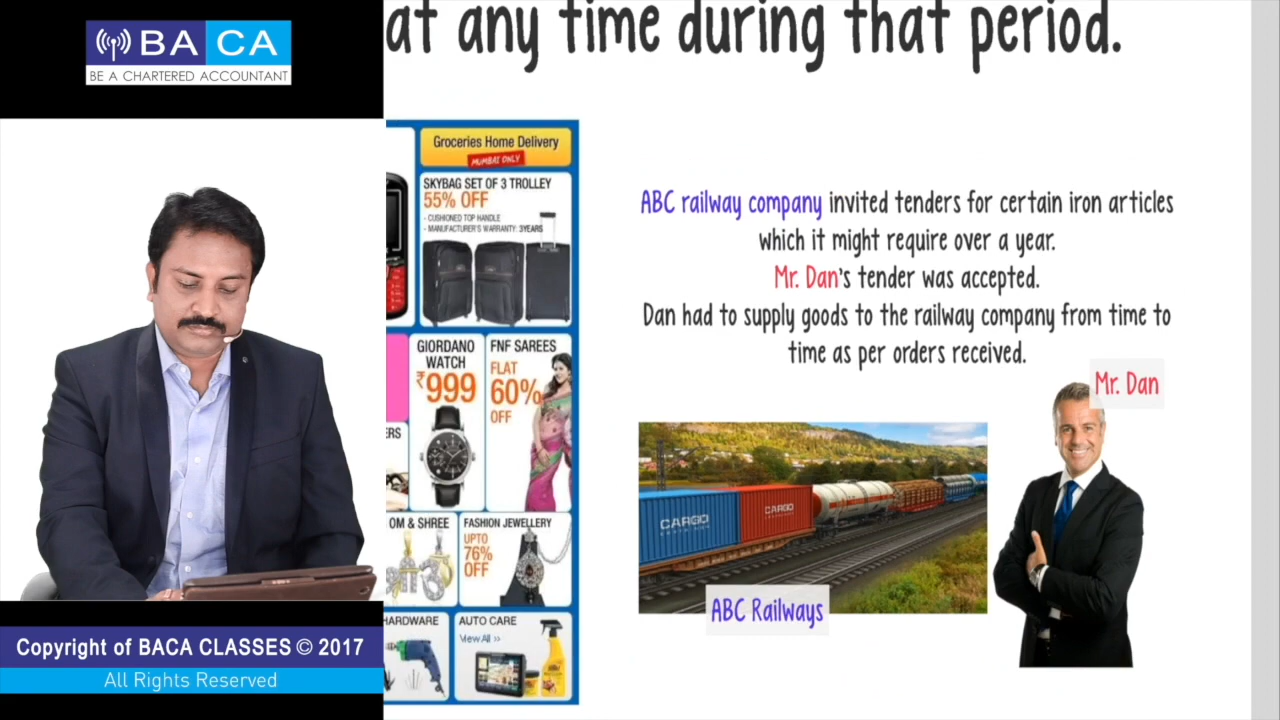 BA CA
BE A CHARTERED ACCOUNTANT
at any time during that period.
Groceries Home Delivery
MUMBAI ONLY
SKYBAG SET OF 3 TROLLEY
55% OFF
- CUSHIONED TOP HANDLE
- MANUFACTURER'S WARRANTY: 3YEARS
GIORDANO
WATCH
₹999
FNF SAREES
FLAT
60%
OFF
ERS
OM & SHREE
FASHION JEWELLERY
UPTO
76%
OFF
HARDWARE
AUTO CARE
View All >>
ABC railway company invited tenders for certain iron articles
which it might require over a year.
Mr. Dan's tender was accepted.
Dan had to supply goods to the railway company from time to
time as per orders received.
Mr. Dan
CARGO
CARGO
ABC Railways
Copyright of BACA CLASSES © 2017
All Rights Reserved